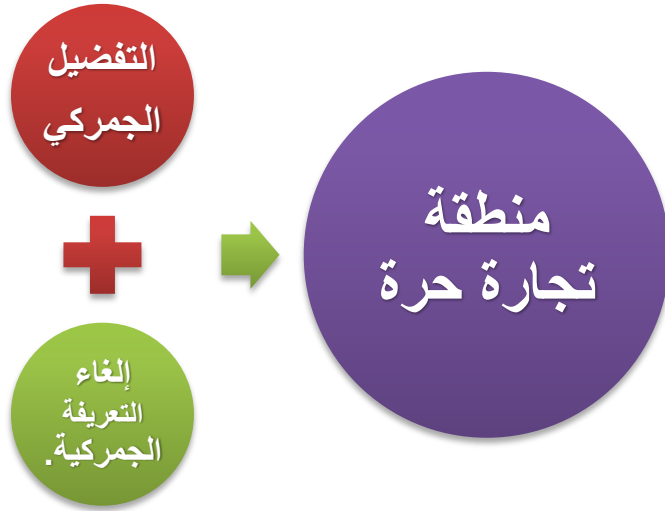 التفضيل
الجمركي
إلغاء
التعريفة
الجمركية.
منطقة
تجارة حرة